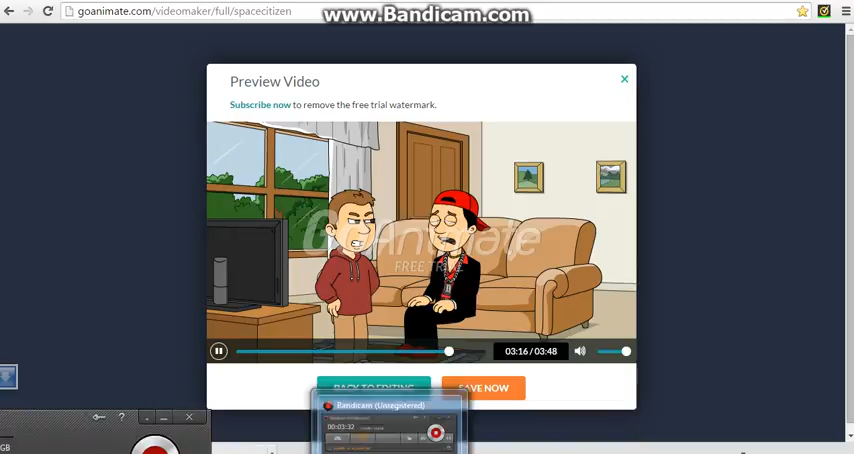 goanimate.com/videomaker/full/spacecitizen
www.Bandicam.com
Preview Video
Subscribe now to remove the free trial watermark.
GoAnimate
FREE TRIAL
03:16 / 03:48
BACK TO EDITING
SAVE NOW
Bandicam (Unregistered)
00:03:32
?
GB